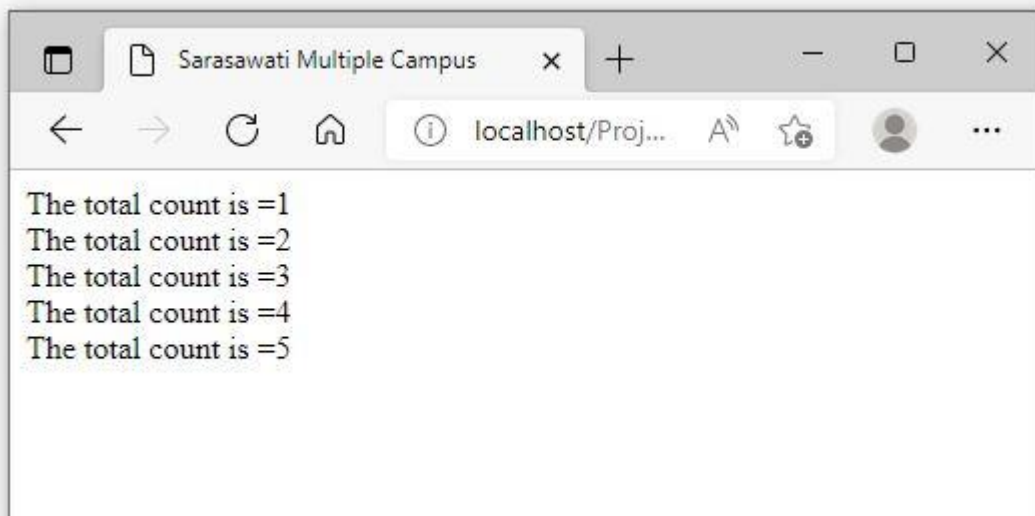 Sarasawati Multiple Campus
localhost/Proj...
The total count is =1
The total count is =2
The total count is =3
The total count is =4
The total count is =5